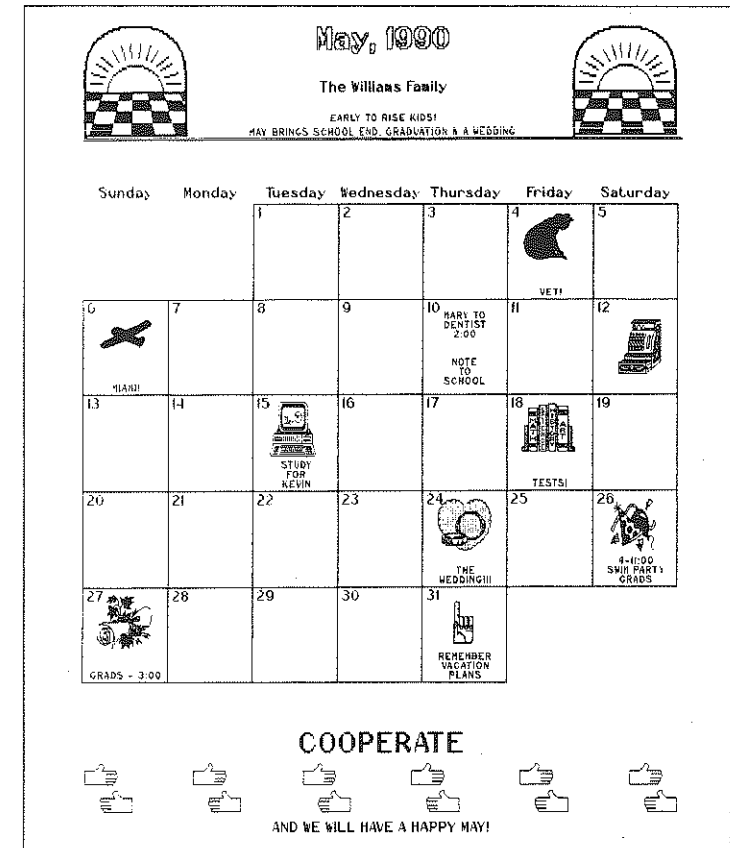 May, 1990
The Williams Family
EARLY TO RISE KIDS!
MAY BRINGS SCHOOL END, GRADUATION & A WEDDING
Sunday Monday Tuesday Wednesday Thursday Friday Saturday
1 2 3 4 5
VET!
6 7 8 9 10 11 12
MARY TO
DENTIST
2:00
NOTE
TO
SCHOOL
MIAMI!
13 14 15 16 17 18 19
MATH
HISTORY
ART
STUDY
FOR
KEVIN
TESTS!
20 21 22 23 24 25 26
THE
WEDDING!!!
4-11:00
SWIM PARTY
GRADS
27 28 29 30 31
GRADS - 3:00
REMEMBER
VACATION
PLANS
COOPERATE
AND WE WILL HAVE A HAPPY MAY!